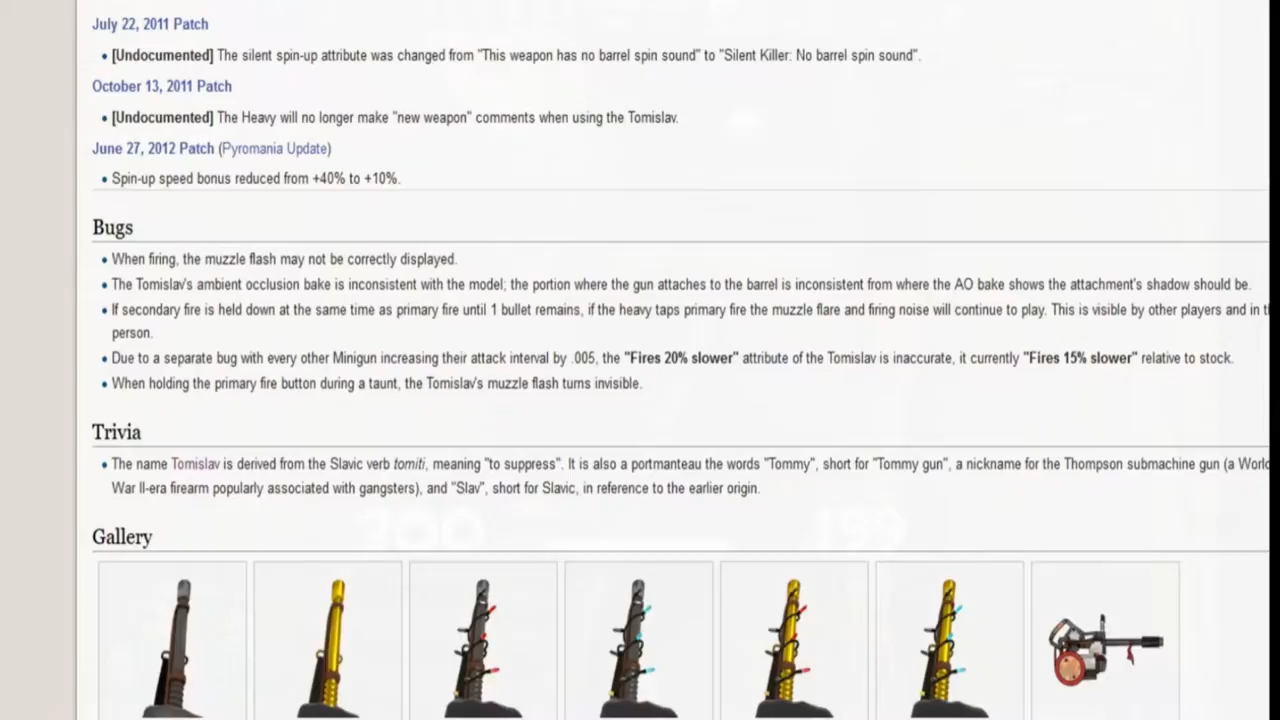 July 22, 2011 Patch
• [Undocumented] The silent spin-up attribute was changed from "This weapon has no barrel spin sound" to "Silent Killer: No barrel spin sound".
October 13, 2011 Patch
• [Undocumented] The Heavy will no longer make "new weapon" comments when using the Tomislav.
June 27, 2012 Patch (Pyromania Update)
• Spin-up speed bonus reduced from +40% to +10%.
Bugs
• When firing, the muzzle flash may not be correctly displayed.
• The Tomislav's ambient occlusion bake is inconsistent with the model; the portion where the gun attaches to the barrel is inconsistent from where the AO bake shows the attachment's shadow should be.
• If secondary fire is held down at the same time as primary fire until 1 bullet remains, if the heavy taps primary fire the muzzle flare and firing noise will continue to play. This is visible by other players and in
person.
• Due to a separate bug with every other Minigun increasing their attack interval by .005, the "Fires 20% slower" attribute of the Tomislav is inaccurate, it currently "Fires 15% slower" relative to stock.
• When holding the primary fire button during a taunt, the Tomislav's muzzle flash turns invisible.
Trivia
• The name Tomislav is derived from the Slavic verb tomiti, meaning "to suppress". It is also a portmanteau the words "Tommy", short for "Tommy gun", a nickname for the Thompson submachine gun (a World
War II-era firearm popularly associated with gangsters), and "Slav", short for Slavic, in reference to the earlier origin.
Gallery